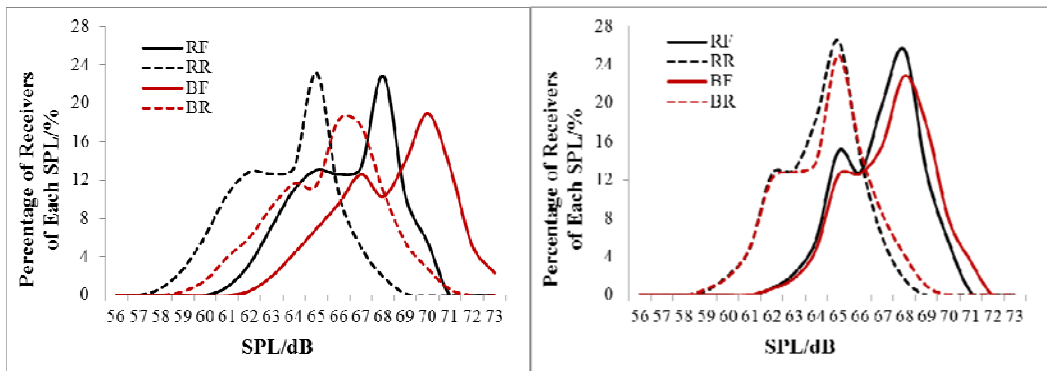 28
24
20
16
12
8
4
0
Percentage of Receivers
of Each SPL/%
RF
RR
BF
BR
56 57 58 59 60 61 62 63 64 65 66 67 68 69 70 71 72 73
SPL/dB
28
24
20
16
12
8
4
0
Percentage of Receivers
of Each SPL/%
RF
RR
BF
BR
56 57 58 59 60 61 62 63 64 65 66 67 68 69 70 71 72 73
SPL/dB